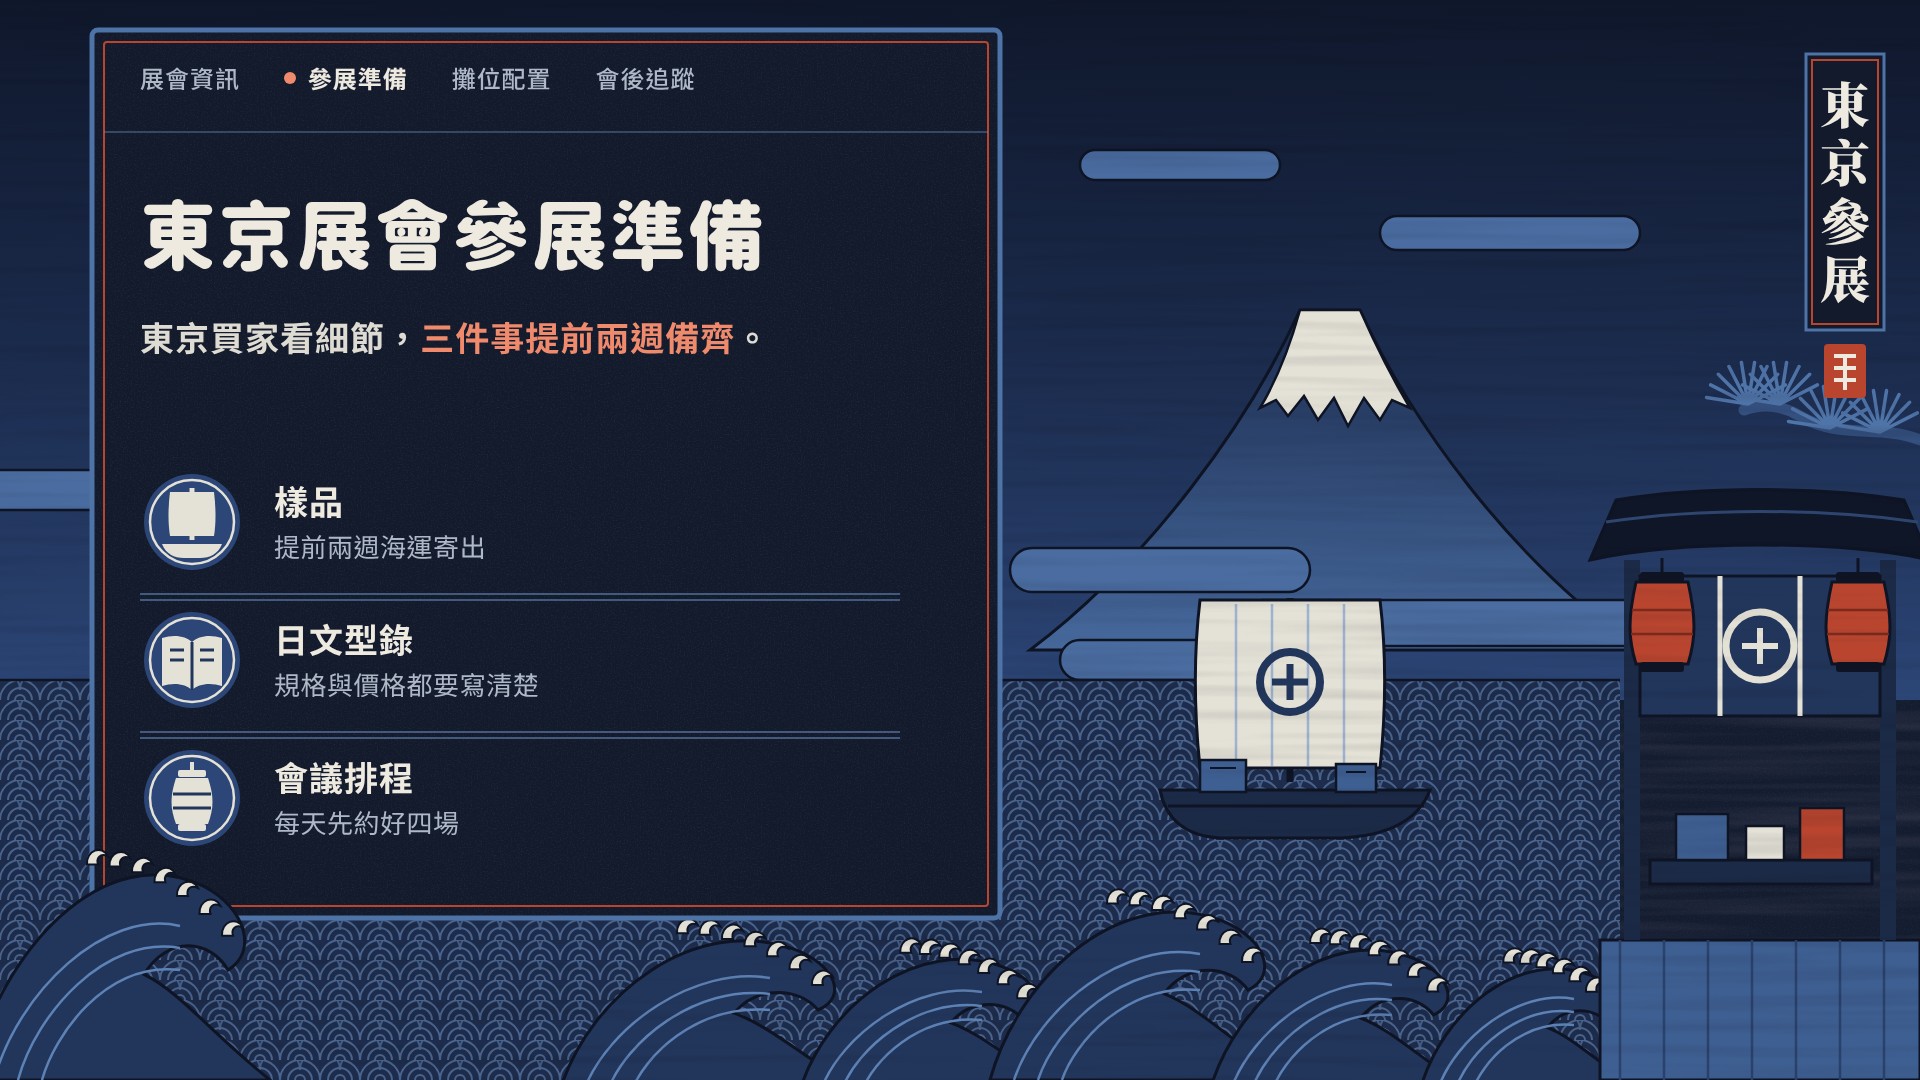 展會資訊
參展準備
攤位配置
會後追蹤
東京展會參展準備
東京買家看細節，三件事提前兩週備齊。
樣品
提前兩週海運寄出
日文型錄
規格與價格都要寫清楚
會議排程
每天先約好四場
東京參展